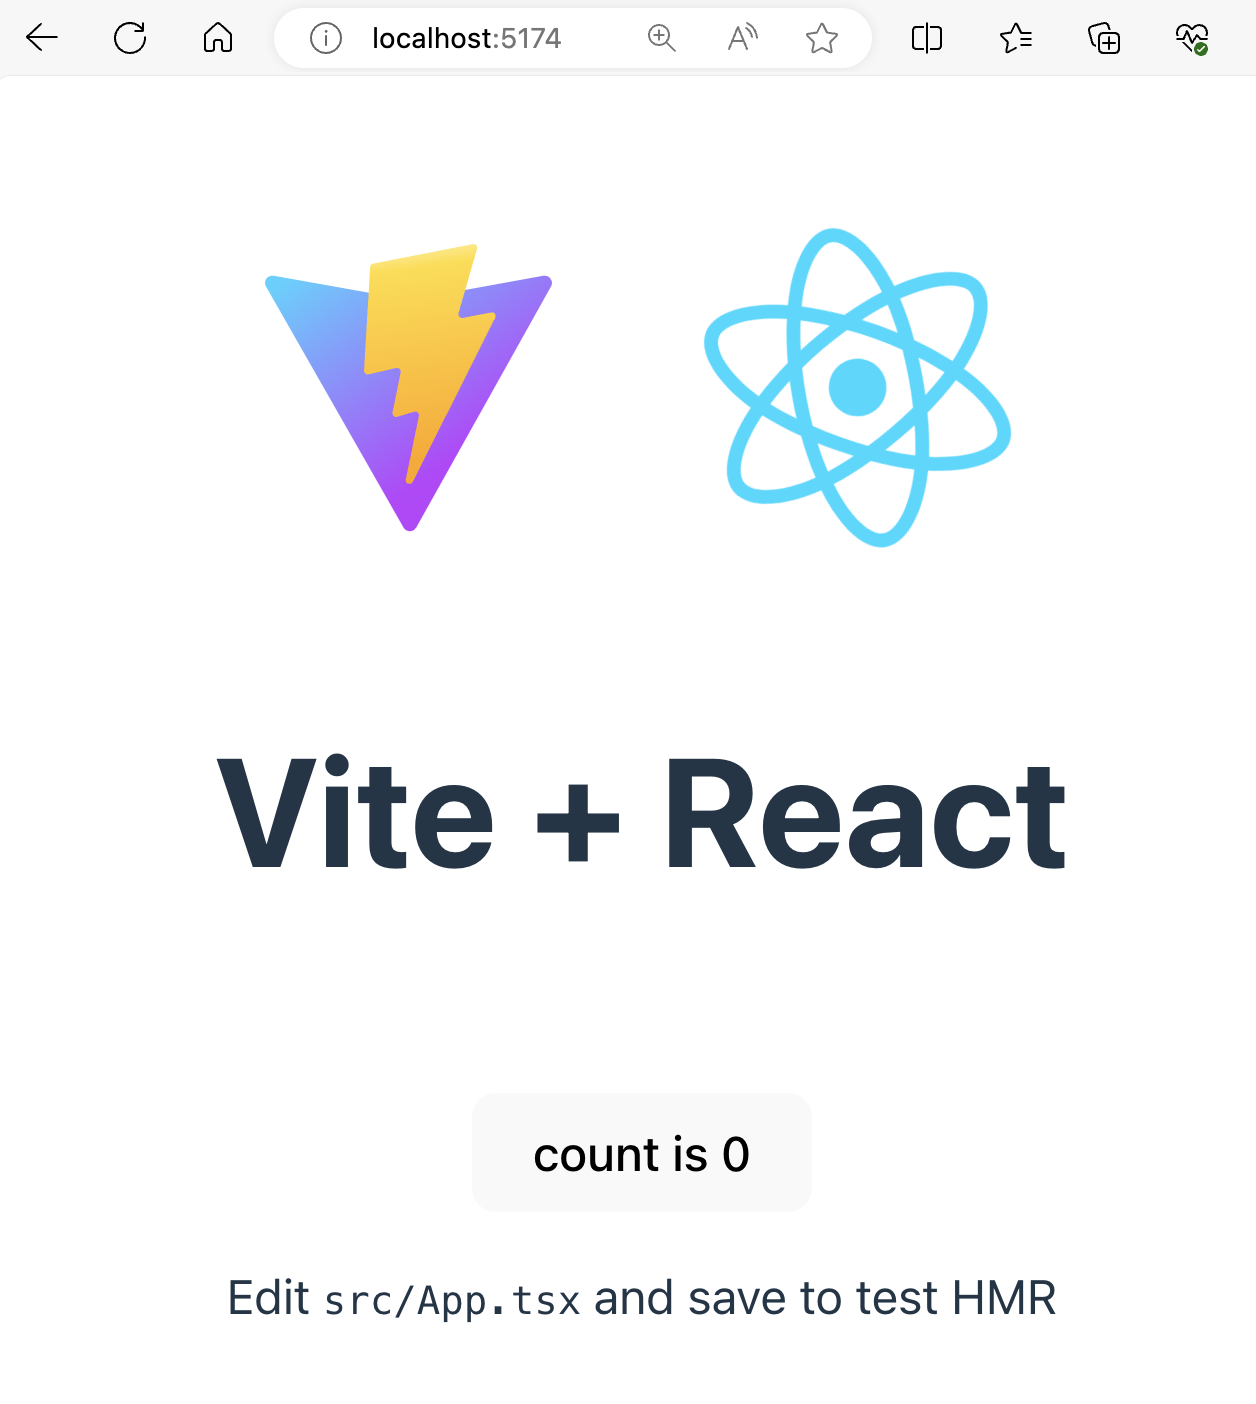 localhost:5174
Vite + React
count is 0
Edit src/App.tsx and save to test HMR